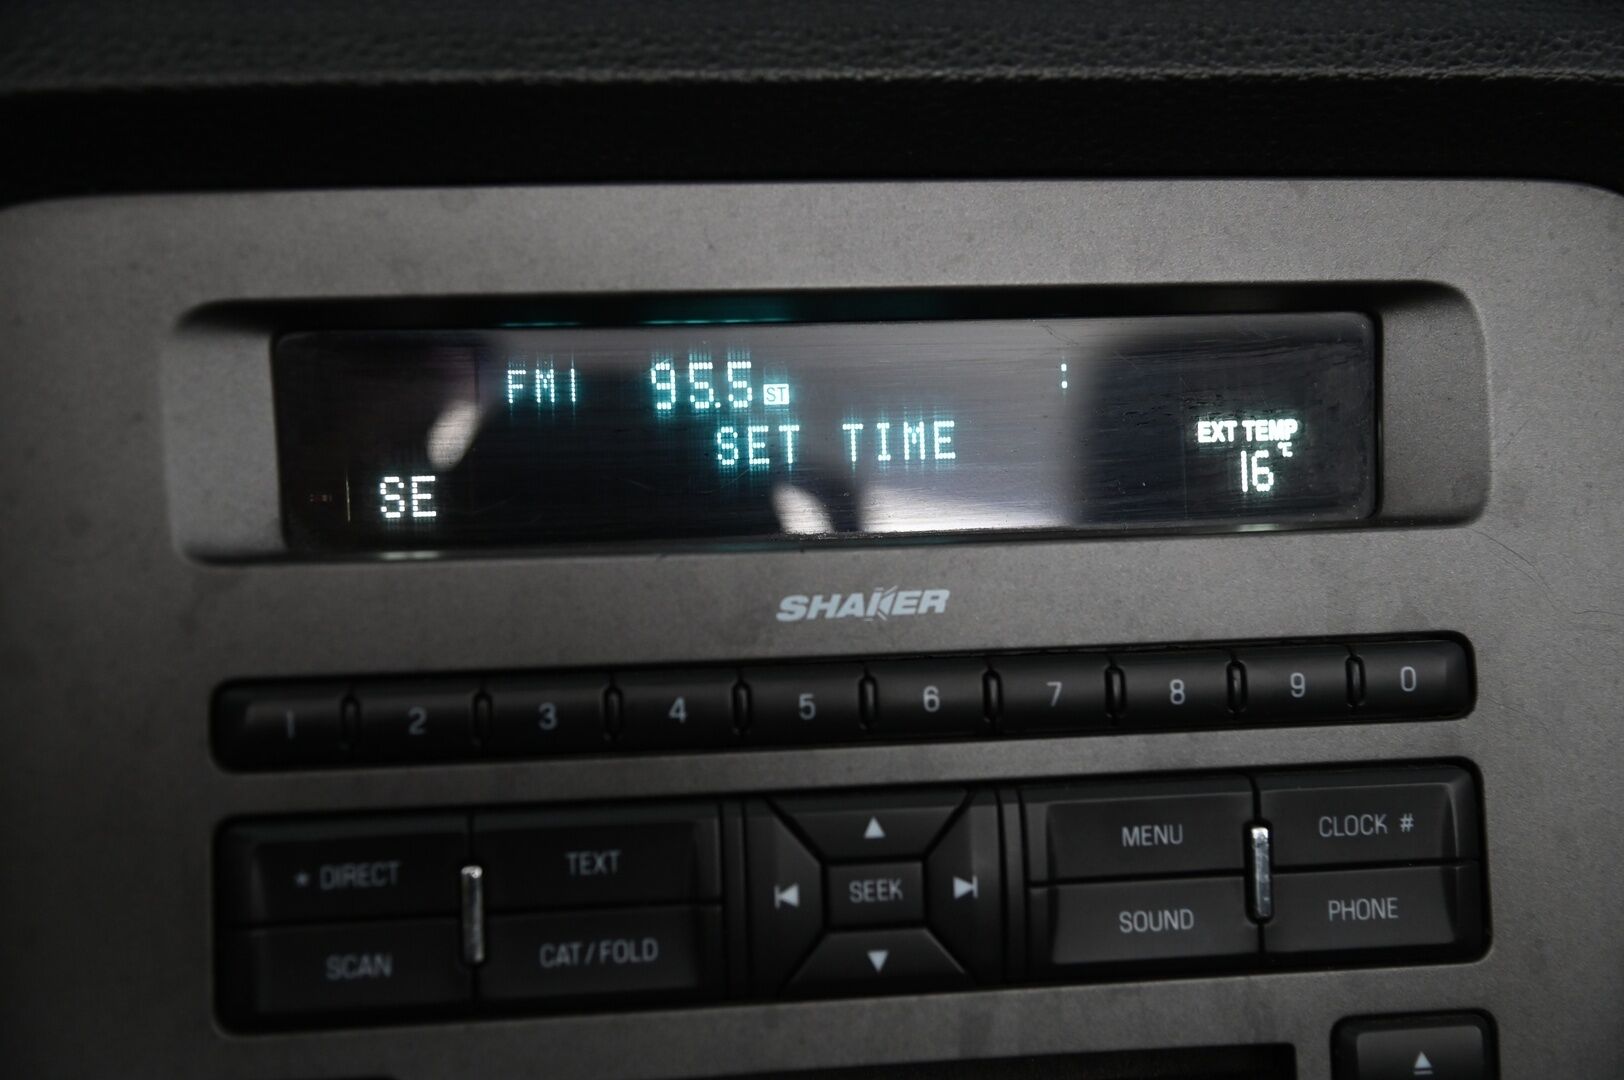 FM1 95.5 ST :
SET TIME
EXT TEMP
16 °C
SE
SHAKER
1 2 3 4 5 6 7 8 9 0
* DIRECT TEXT
SCAN CAT/FOLD
SEEK
MENU CLOCK #
SOUND PHONE